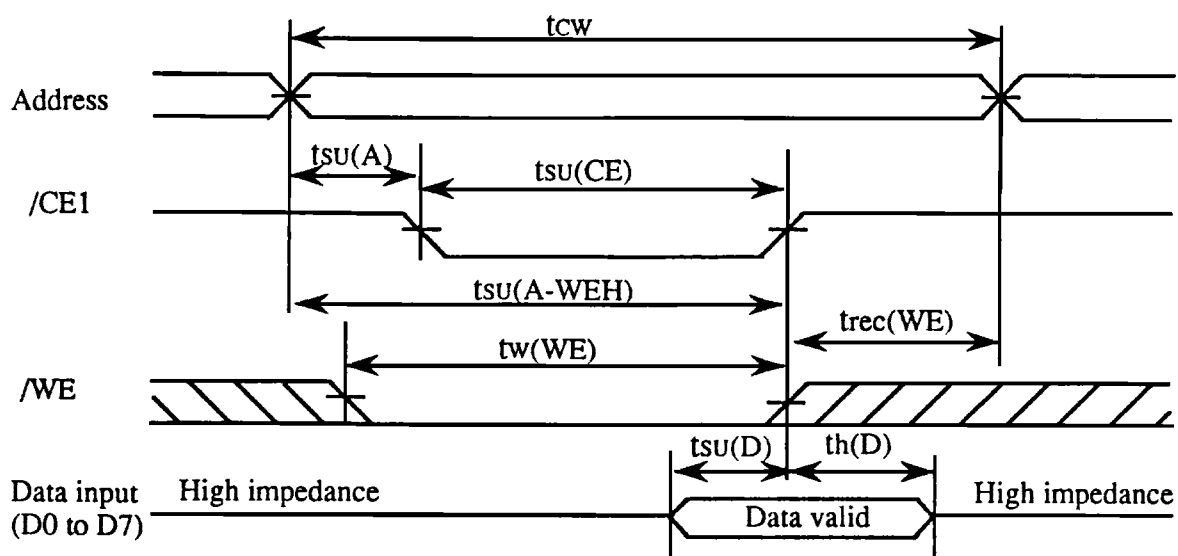 tcw
Address
tsu(A)
tsu(CE)
/CE1
tsu(A-WEH)
trec(WE)
tw(WE)
/WE
tsu(D)
th(D)
Data input
(D0 to D7)
High impedance
Data valid
High impedance